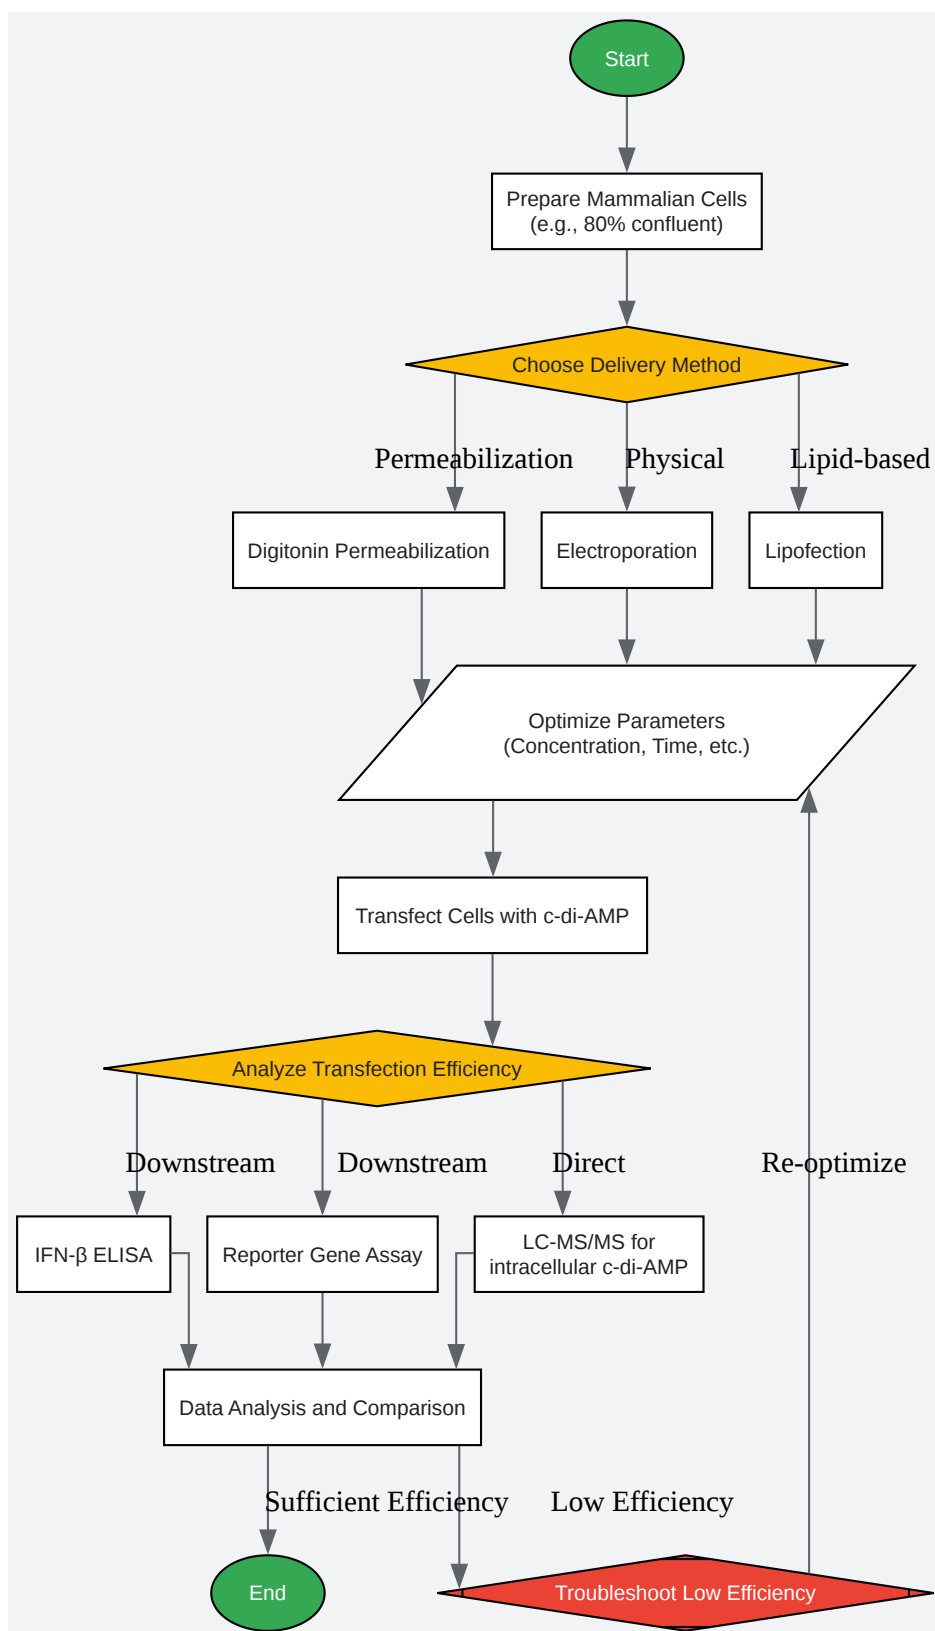 Start
Prepare Mammalian Cells
(e.g., 80% confluent)
Choose Delivery Method
Permeabilization
Physical
Lipid-based
Digitonin Permeabilization
Electroporation
Lipofection
Optimize Parameters
(Concentration, Time, etc.)
Transfect Cells with c-di-AMP
Analyze Transfection Efficiency
Downstream
Downstream
Direct
Re-optimize
IFN-β ELISA
Reporter Gene Assay
LC-MS/MS for
intracellular c-di-AMP
Data Analysis and Comparison
Sufficient Efficiency
Low Efficiency
End
Troubleshoot Low Efficiency